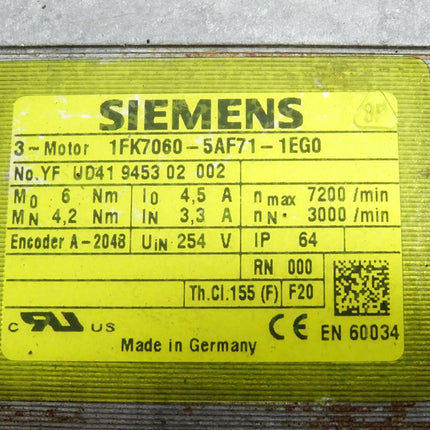 SIEMENS
3~Motor 1FK7060-5AF71-1EG0
No.YF UD41 9453 02 002
M0 6 Nm I0 4,5 A n max 7200 /min
MN 4,2 Nm IN 3,3 A nN 3000 /min
Encoder A-2048 UIN 254 V IP 64
RN 000
Th.Cl.155 (F) F20
c RU US CE EN 60034
Made in Germany